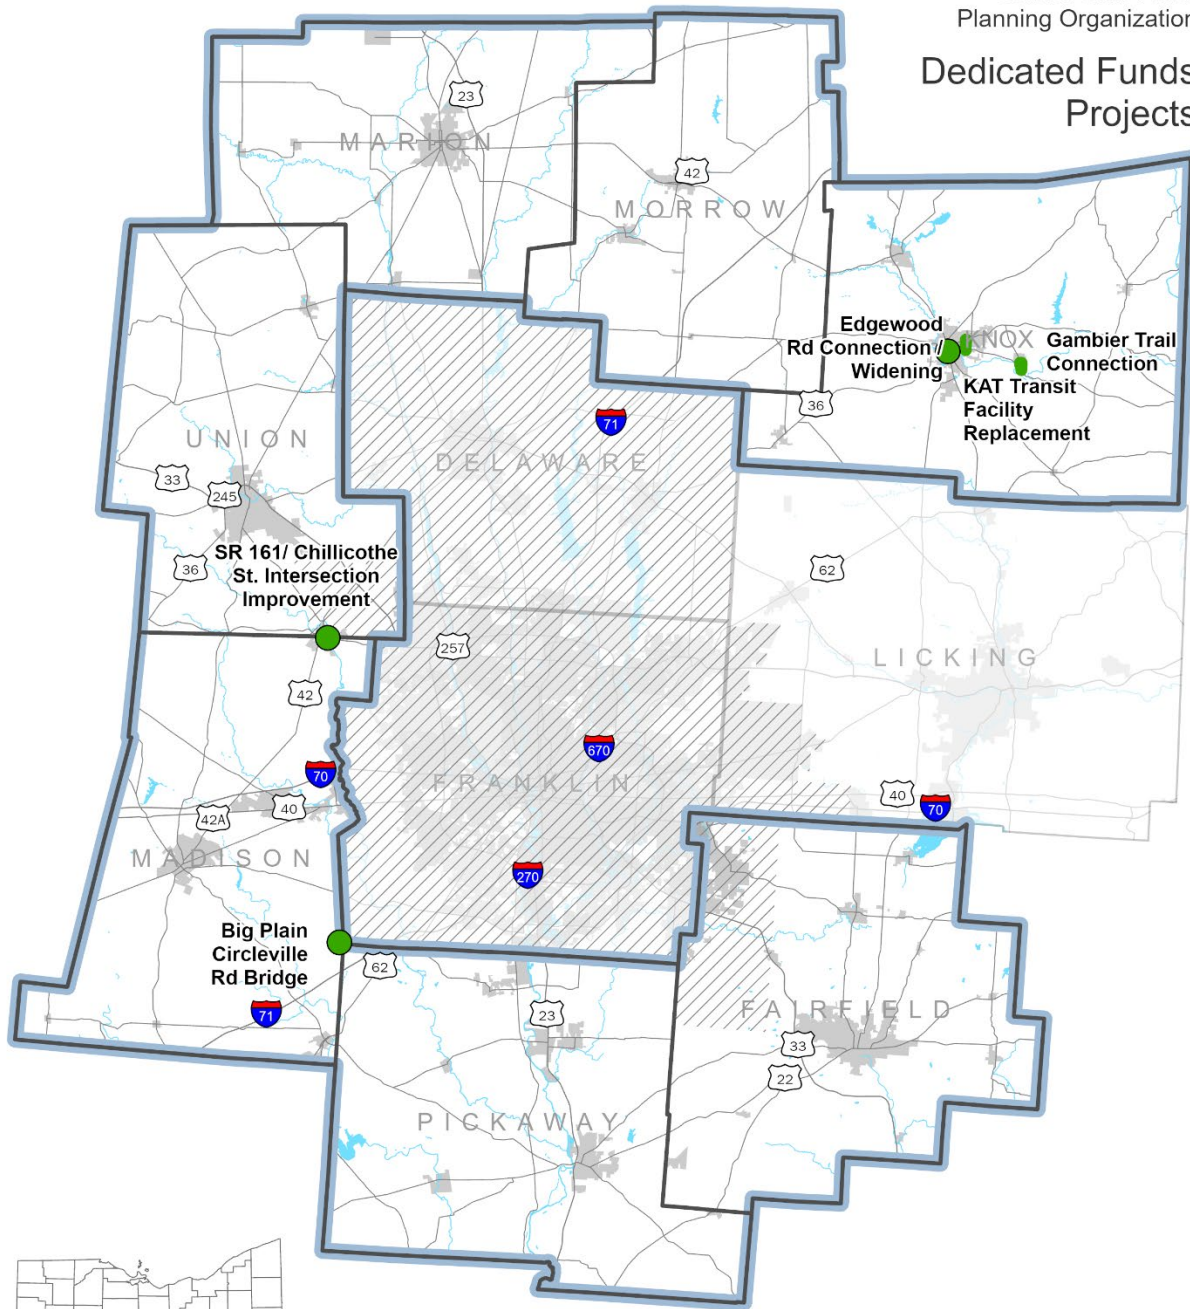 Planning Organization
Dedicated Funds
Projects
23
MARION
42
MORROW
Edgewood
Rd Connection /
Widening
KNOX
Gambier Trail
Connection
KAT Transit
Facility
Replacement
36
71
UNION
DELAWARE
33
245
SR 161/ Chillicothe
St. Intersection
Improvement
36
62
257
LICKING
42
670
70
FRANKLIN
40
42A
40
70
MADISON
270
Big Plain
Circleville
Rd Bridge
62
71
23
FAIRFIELD
33
22
PICKAWAY